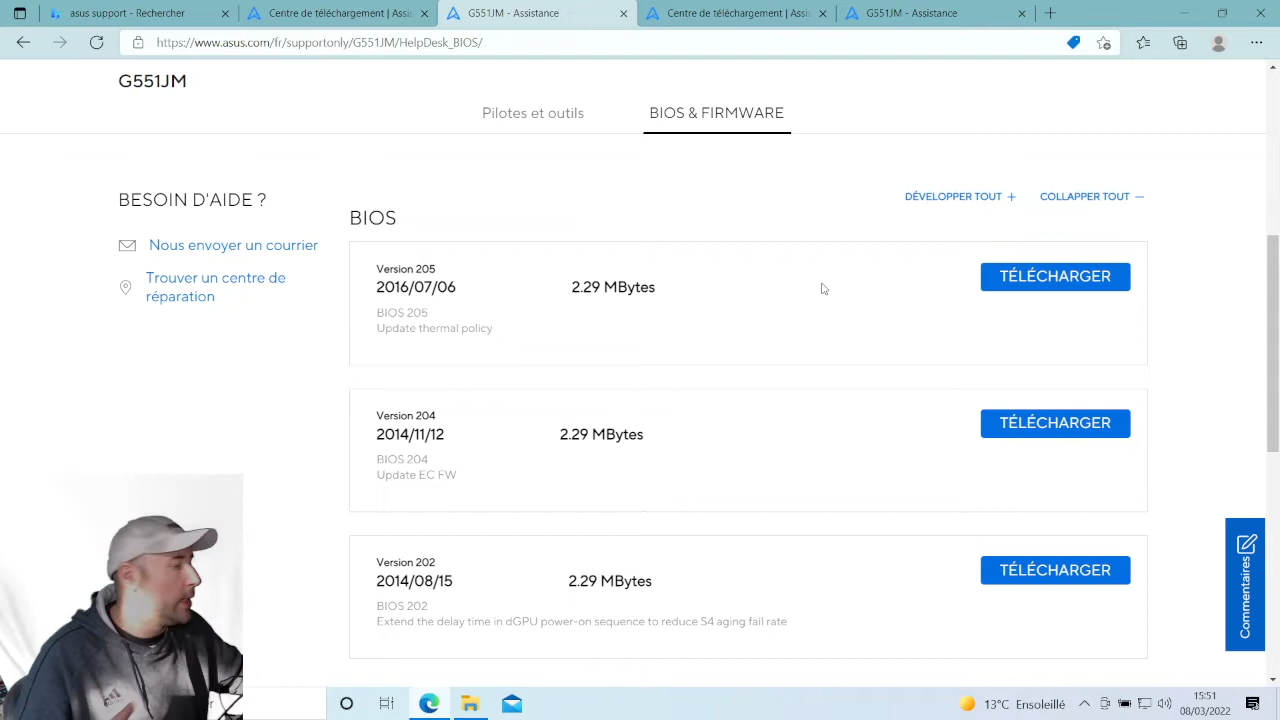 asus support - Réponses
Centre de téléchargement | Assis
G551JM - Assistance
Centre de téléchargement | Assis
G551JM - Assistance
https://www.asus.com/fr/supportonly/G551JM/HelpDesk_BIOS/
G551JM
Pilotes et outils
BIOS & FIRMWARE
BESOIN D'AIDE ?
Nous envoyer un courrier
Trouver un centre de
réparation
DÉVELOPPER TOUT +
COLLAPPER TOUT —
BIOS
Version 205
2016/07/06
2.29 MBytes
TÉLÉCHARGER
BIOS 205
Update thermal policy
Version 204
2014/11/12
2.29 MBytes
TÉLÉCHARGER
BIOS 204
Update EC FW
Version 202
2014/08/15
2.29 MBytes
TÉLÉCHARGER
BIOS 202
Extend the delay time in dGPU power-on sequence to reduce S4 aging fail rate
Commentaires
13°C Ensoleillé
15:51
08/03/2022